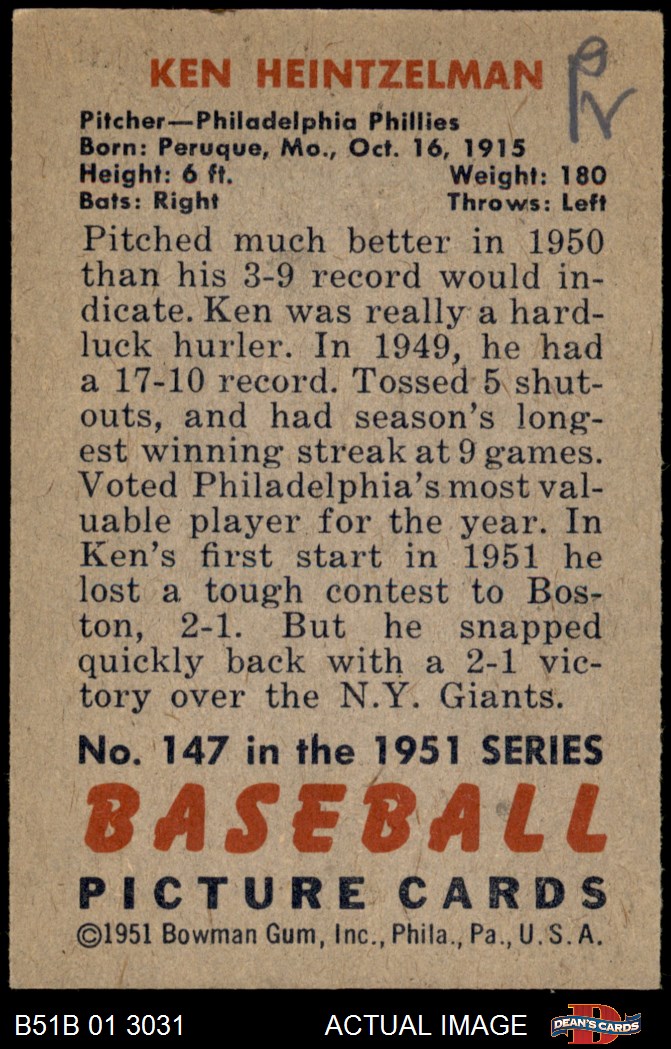 KEN HEINTZELMAN
Pitcher—Philadelphia Phillies
Born: Peruque, Mo., Oct. 16, 1915
Height: 6 ft. Weight: 180
Bats: Right Throws: Left
Pitched much better in 1950
than his 3-9 record would in-
dicate. Ken was really a hard-
luck hurler. In 1949, he had
a 17-10 record. Tossed 5 shut-
outs, and had season's long-
est winning streak at 9 games.
Voted Philadelphia's most val-
uable player for the year. In
Ken's first start in 1951 he
lost a tough contest to Bos-
ton, 2-1. But he snapped
quickly back with a 2-1 vic-
tory over the N.Y. Giants.
No. 147 in the 1951 SERIES
BASEBALL
PICTURE CARDS
©1951 Bowman Gum, Inc., Phila., Pa., U.S.A.
B51B 01 3031 ACTUAL IMAGE DEAN'S CARDS